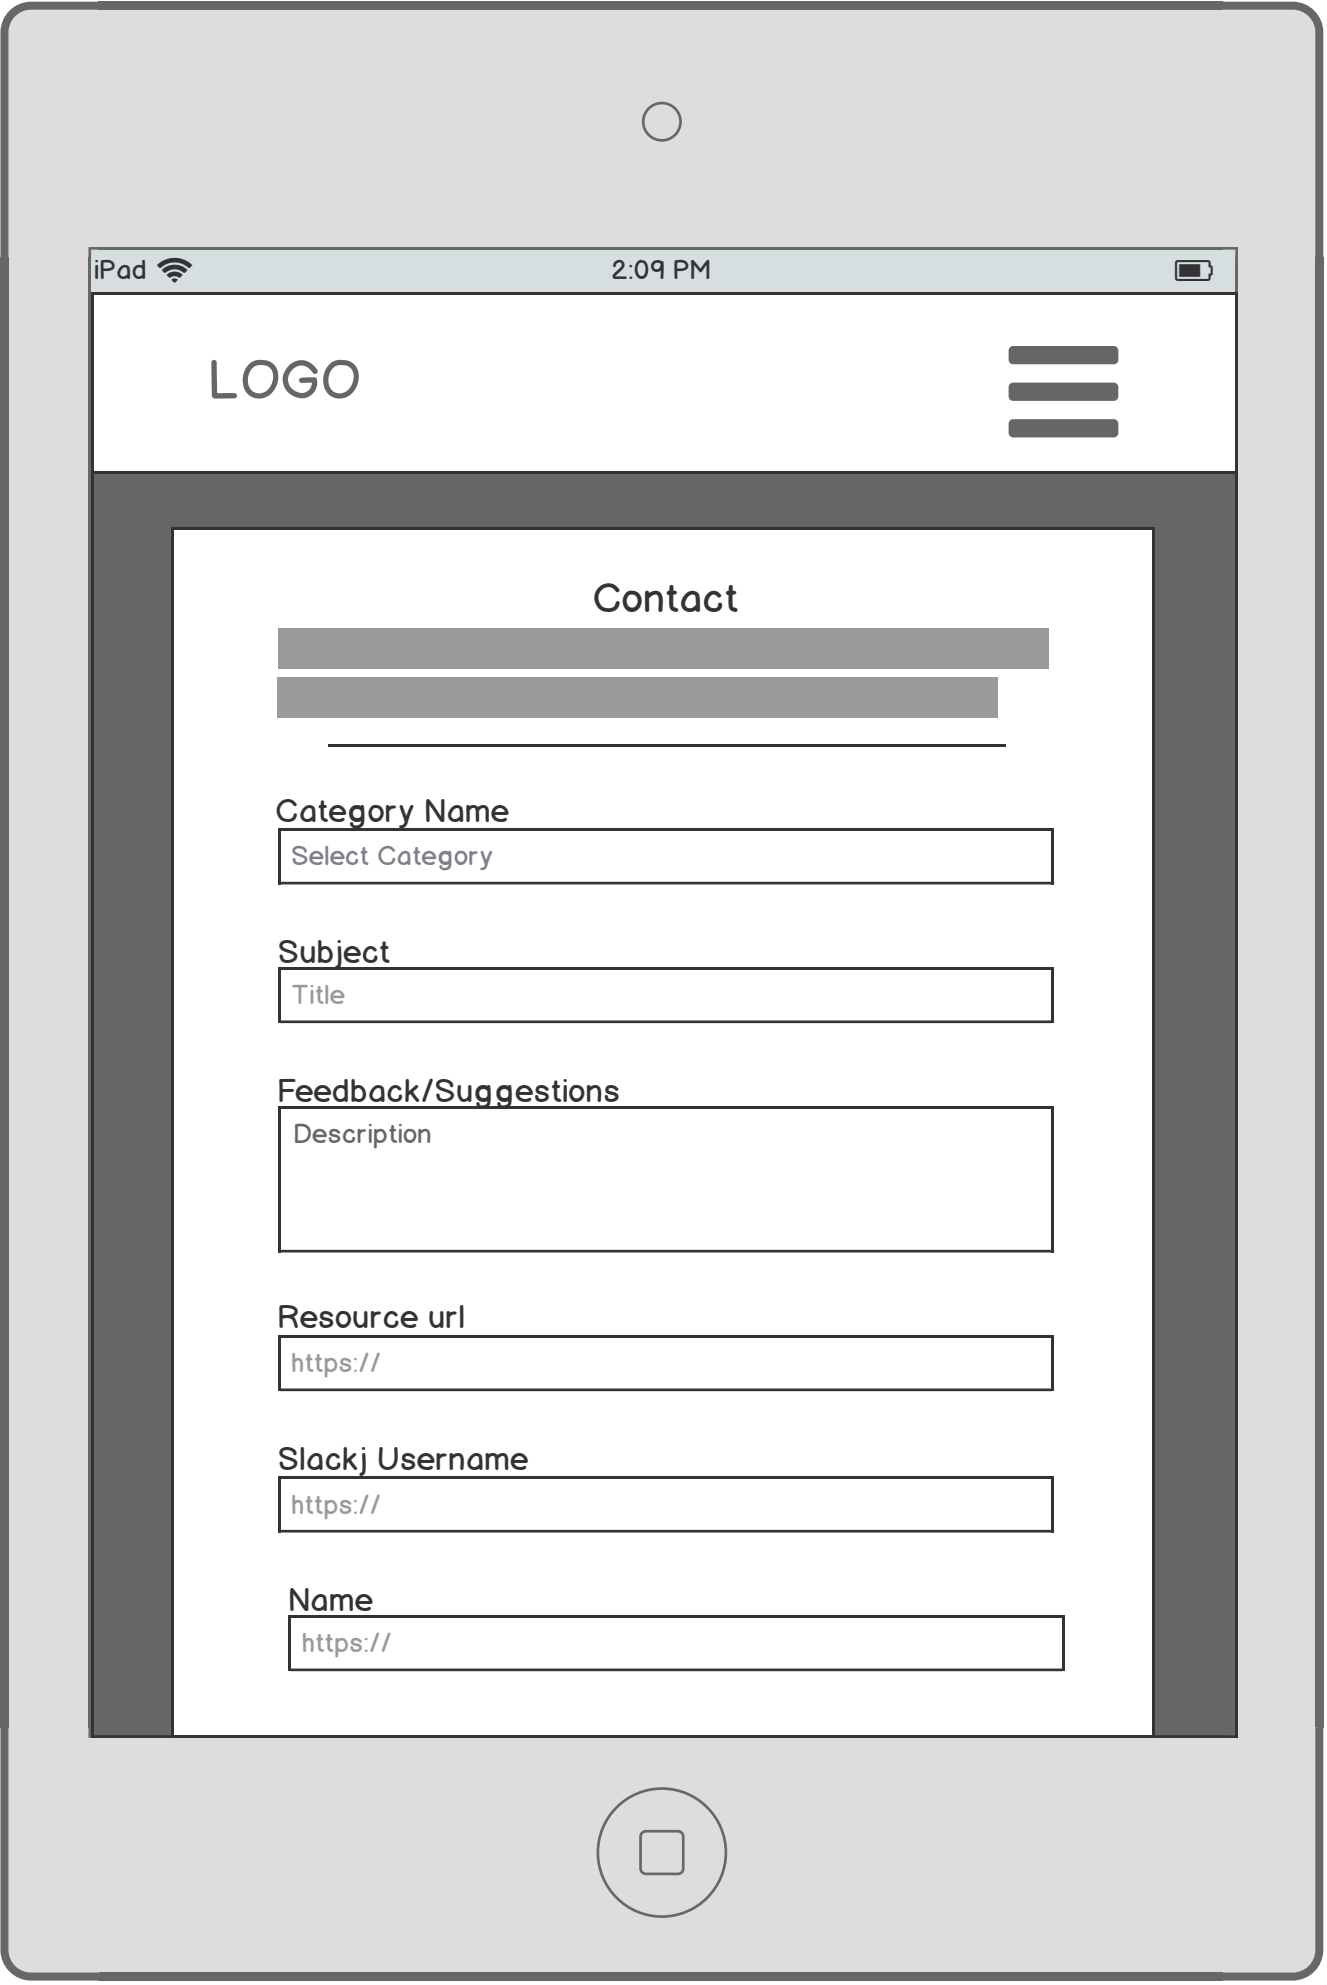 iPad 2:09 PM
LOGO
Contact
Category Name
Select Category
Subject
Title
Feedback/Suggestions
Description
Resource url
https://
Slackj Username
https://
Name
https://